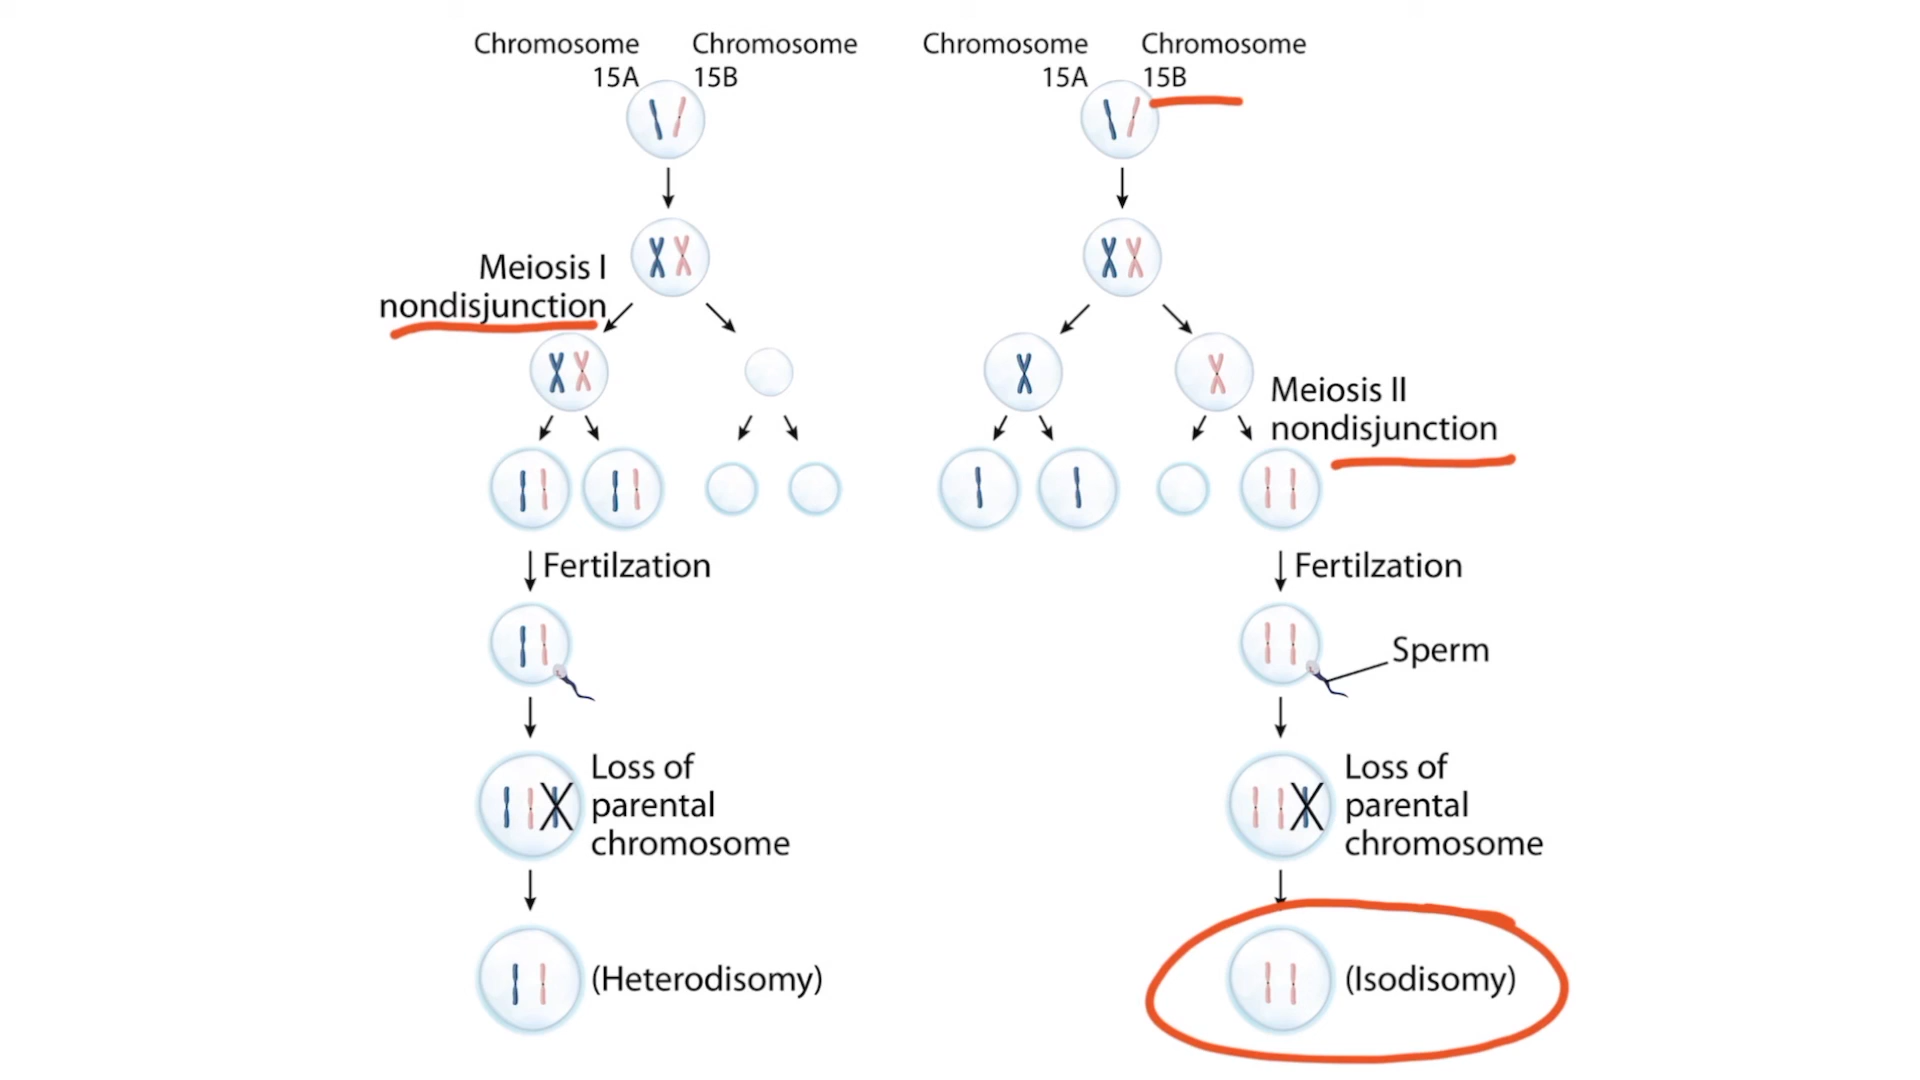 Chromosome
15A
Chromosome
15B
Meiosis I
nondisjunction
Fertilzation
Loss of
parental
chromosome
(Heterodisomy)
Chromosome
15A
Chromosome
15B
Meiosis II
nondisjunction
Fertilzation
Sperm
Loss of
parental
chromosome
(Isodisomy)